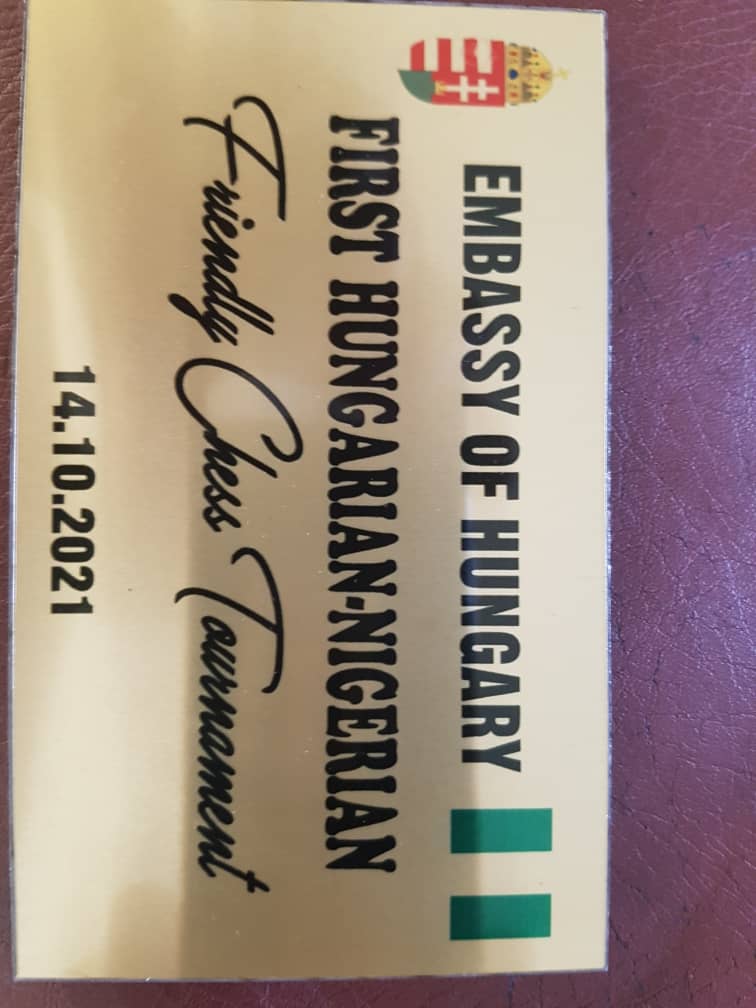 EMBASSY OF HUNGARY
FIRST HUNGARIAN-NIGERIAN
Friendly Chess Tournament
14.10.2021